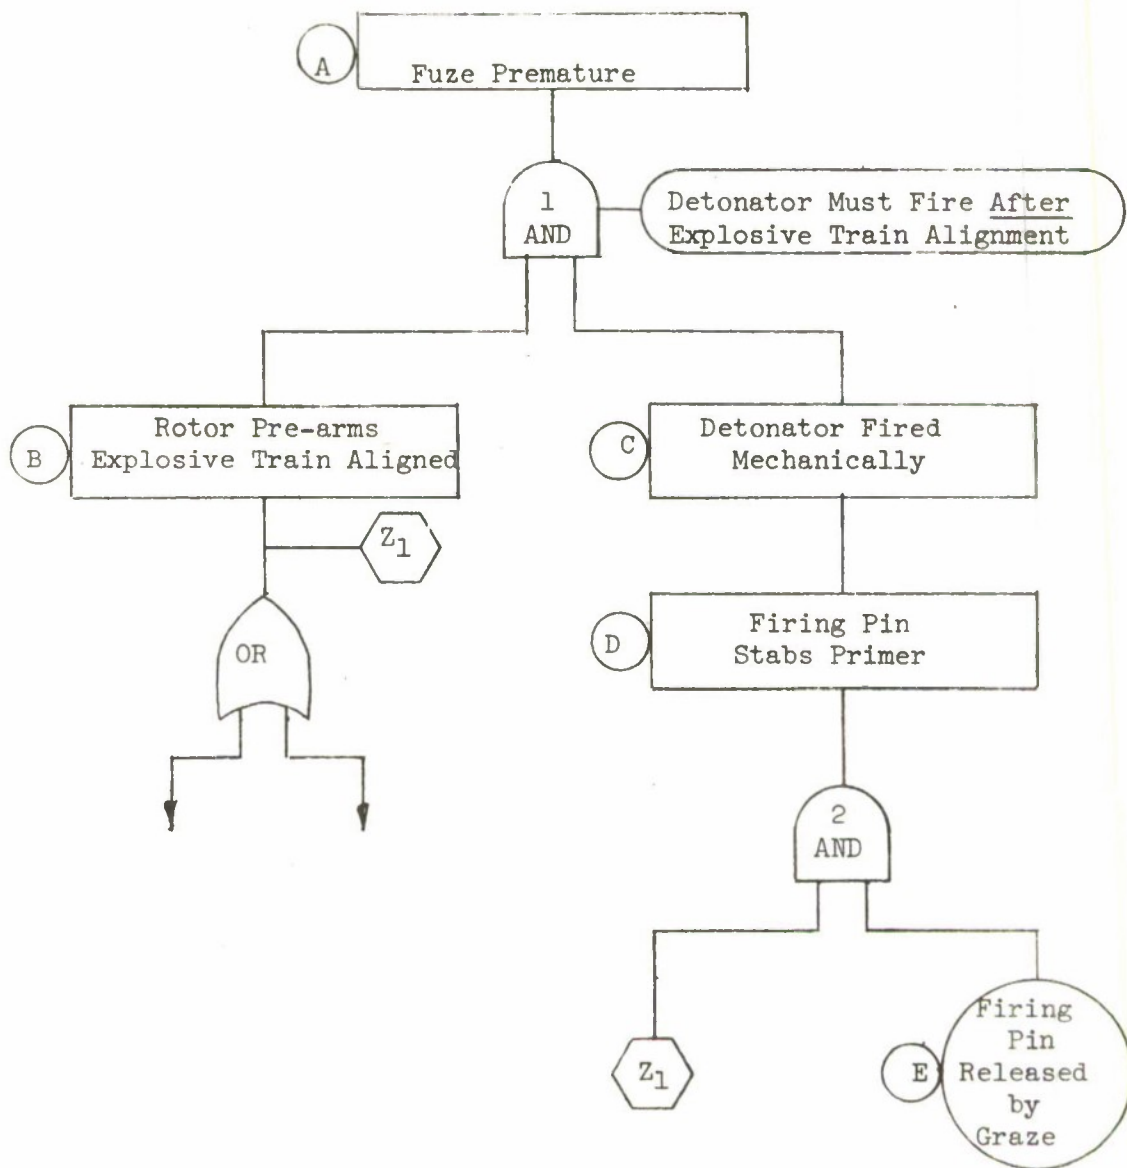 A
Fuze Premature
1
AND
Detonator Must Fire After
Explosive Train Alignment
B
Rotor Pre-arms
Explosive Train Aligned
C
Detonator Fired
Mechanically
Z1
OR
D
Firing Pin
Stabs Primer
2
AND
Z1
E
Firing
Pin
Released
by
Graze